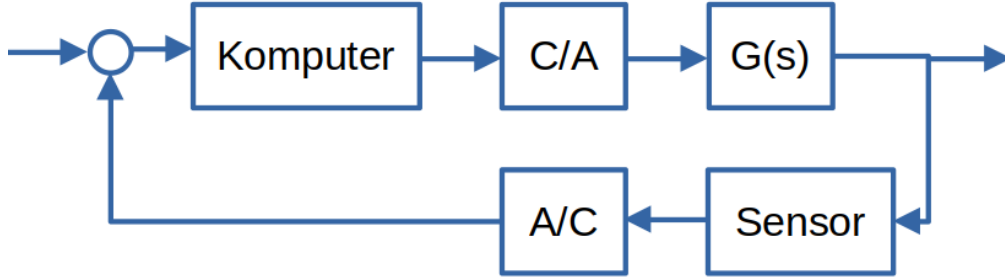 Komputer
C/A
G(s)
A/C
Sensor